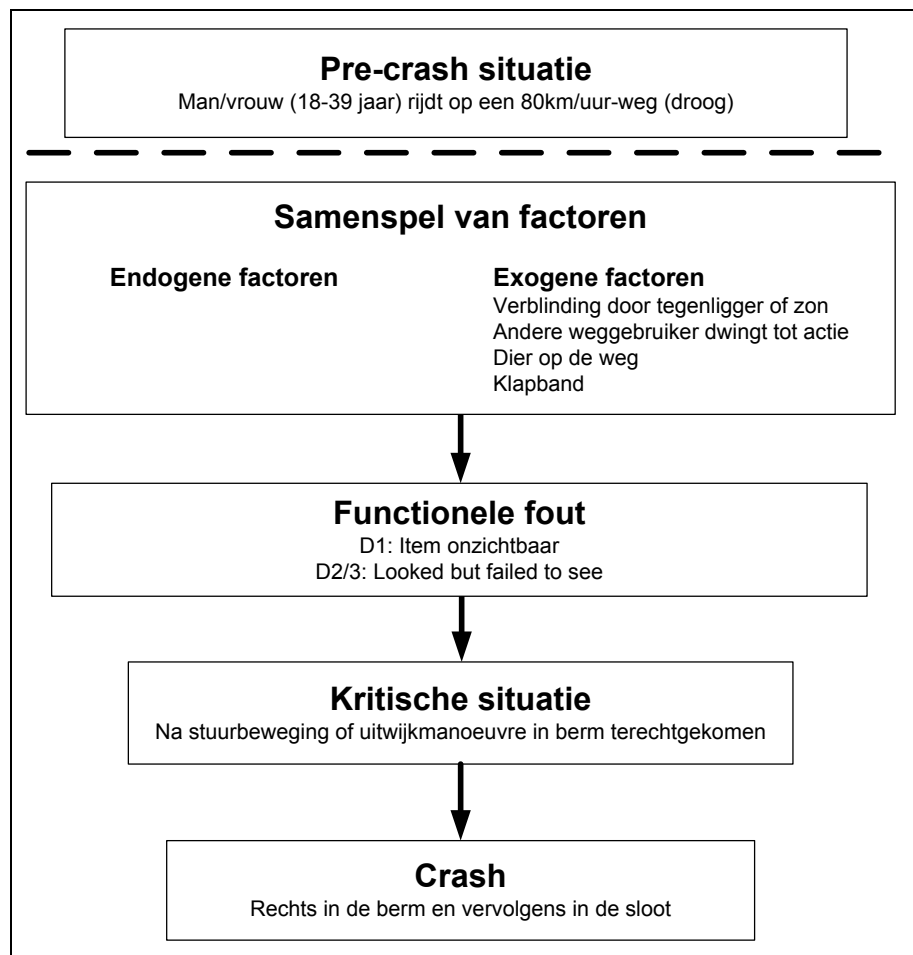 Pre-crash situatie
Man/vrouw (18-39 jaar) rijdt op een 80km/uur-weg (droog)
Samenspel van factoren
Endogene factoren
Exogene factoren
Verblinding door tegenligger of zon
Andere weggebruiker dwingt tot actie
Dier op de weg
Klapband
Functionele fout
D1: Item onzichtbaar
D2/3: Looked but failed to see
Kritische situatie
Na stuurbeweging of uitwijkmanoeuvre in berm terechtgekomen
Crash
Rechts in de berm en vervolgens in de sloot